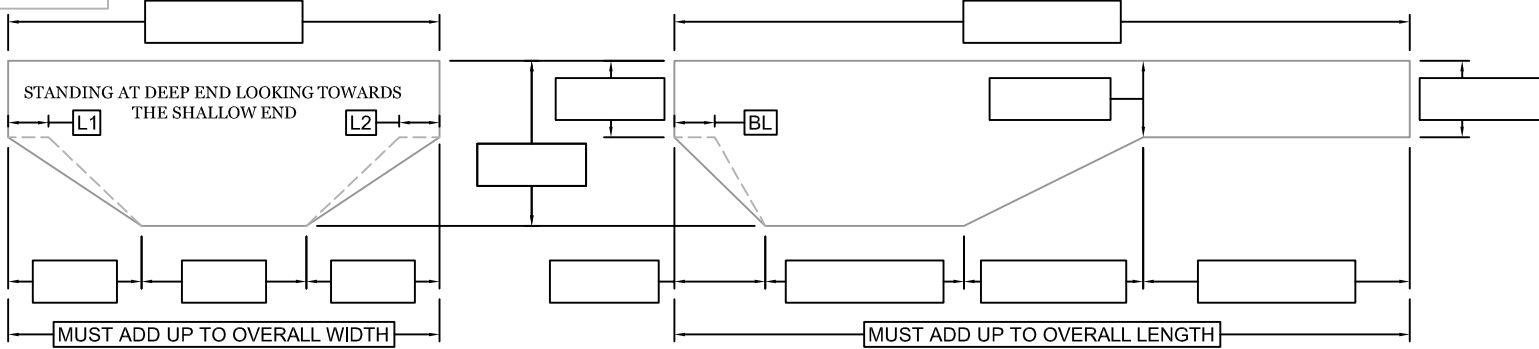 STANDING AT DEEP END LOOKING TOWARDS
THE SHALLOW END
L1
L2
BL
MUST ADD UP TO OVERALL WIDTH
MUST ADD UP TO OVERALL LENGTH